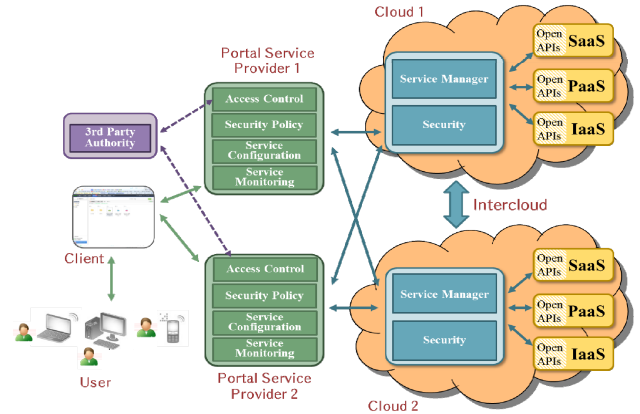 Cloud 1
Portal Service
Provider 1
Access Control
Security Policy
Service
Configuration
Service
Monitoring
3rd Party
Authority
Client
User
Service Manager
Security
Open
APIs
SaaS
Open
APIs
PaaS
Open
APIs
IaaS
Intercloud
Access Control
Security Policy
Service
Configuration
Service
Monitoring
Portal Service
Provider 2
Service Manager
Security
Open
APIs
SaaS
Open
APIs
PaaS
Open
APIs
IaaS
Cloud 2